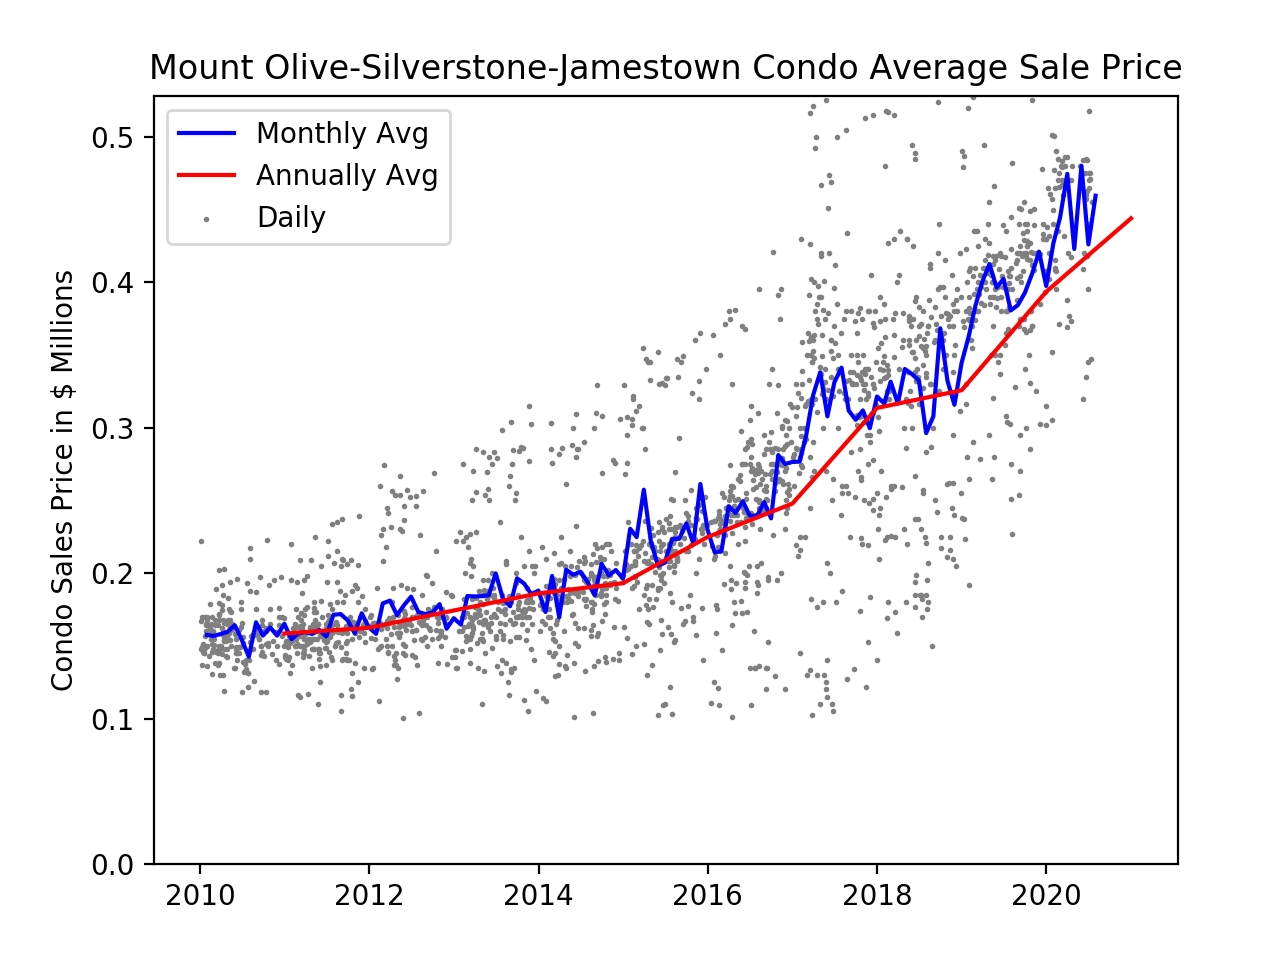 Mount Olive-Silverstone-Jamestown Condo Average Sale Price
Monthly Avg
Annually Avg
Daily
Condo Sales Price in $ Millions
0.5
0.4
0.3
0.2
0.1
0.0
2010 2012 2014 2016 2018 2020